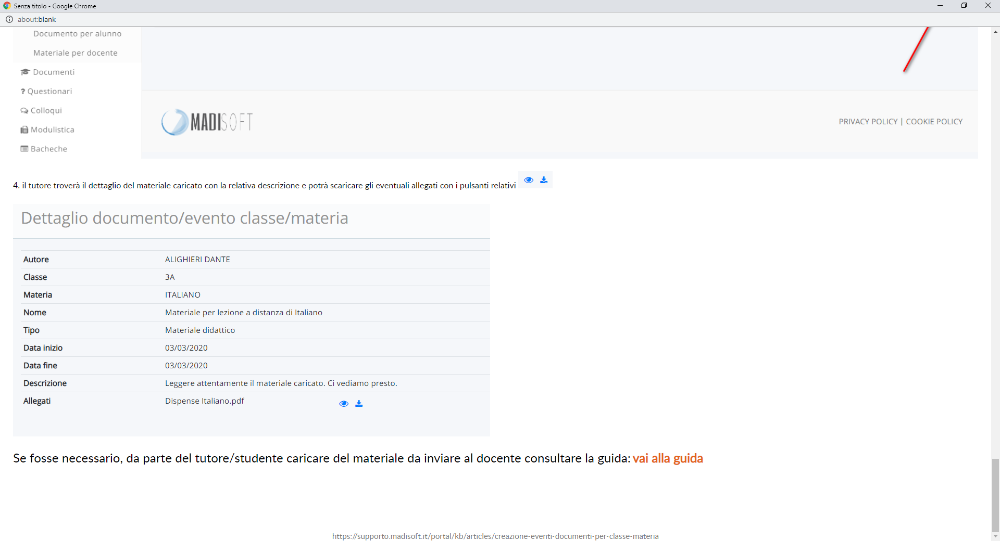 Senza titolo - Google Chrome
about:blank
Documento per alunno
Materiale per docente
Documenti
? Questionari
Colloqui
Modulistica
Bacheche
MADISOFT
PRIVACY POLICY | COOKIE POLICY
4. il tutore troverà il dettaglio del materiale caricato con la relativa descrizione e potrà scaricare gli eventuali allegati con i pulsanti relativi
Dettaglio documento/evento classe/materia
Autore ALIGHIERI DANTE
Classe 3A
Materia ITALIANO
Nome Materiale per lezione a distanza di Italiano
Tipo Materiale didattico
Data inizio 03/03/2020
Data fine 03/03/2020
Descrizione Leggere attentamente il materiale caricato. Ci vediamo presto.
Allegati Dispense Italiano.pdf
Se fosse necessario, da parte del tutore/studente caricare del materiale da inviare al docente consultare la guida: vai alla guida
https://supporto.madisoft.it/portal/kb/articles/creazione-eventi-documenti-per-classe-materia